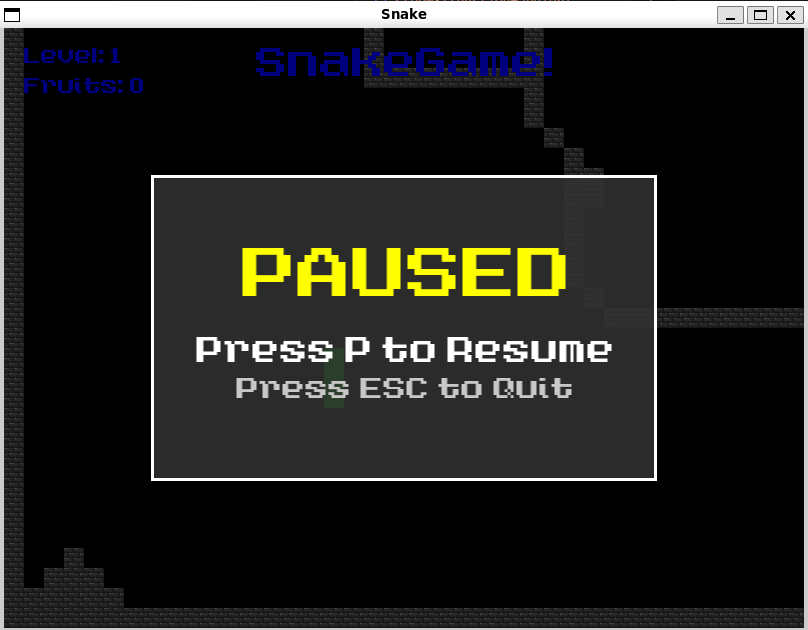 Snake
Level: 1
SnakeGame!
Fruits: 0
PAUSED
Press P to Resume
Press ESC to Quit